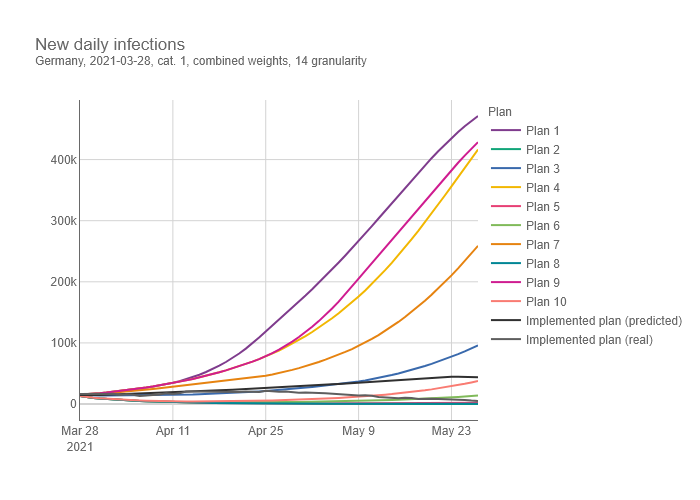 New daily infections
Germany, 2021-03-28, cat. 1, combined weights, 14 granularity
Plan
Plan 1
Plan 2
Plan 3
Plan 4
Plan 5
Plan 6
Plan 7
Plan 8
Plan 9
Plan 10
Implemented plan (predicted)
Implemented plan (real)
400k
300k
200k
100k
0
Mar 28 Apr 11 Apr 25 May 9 May 23
2021